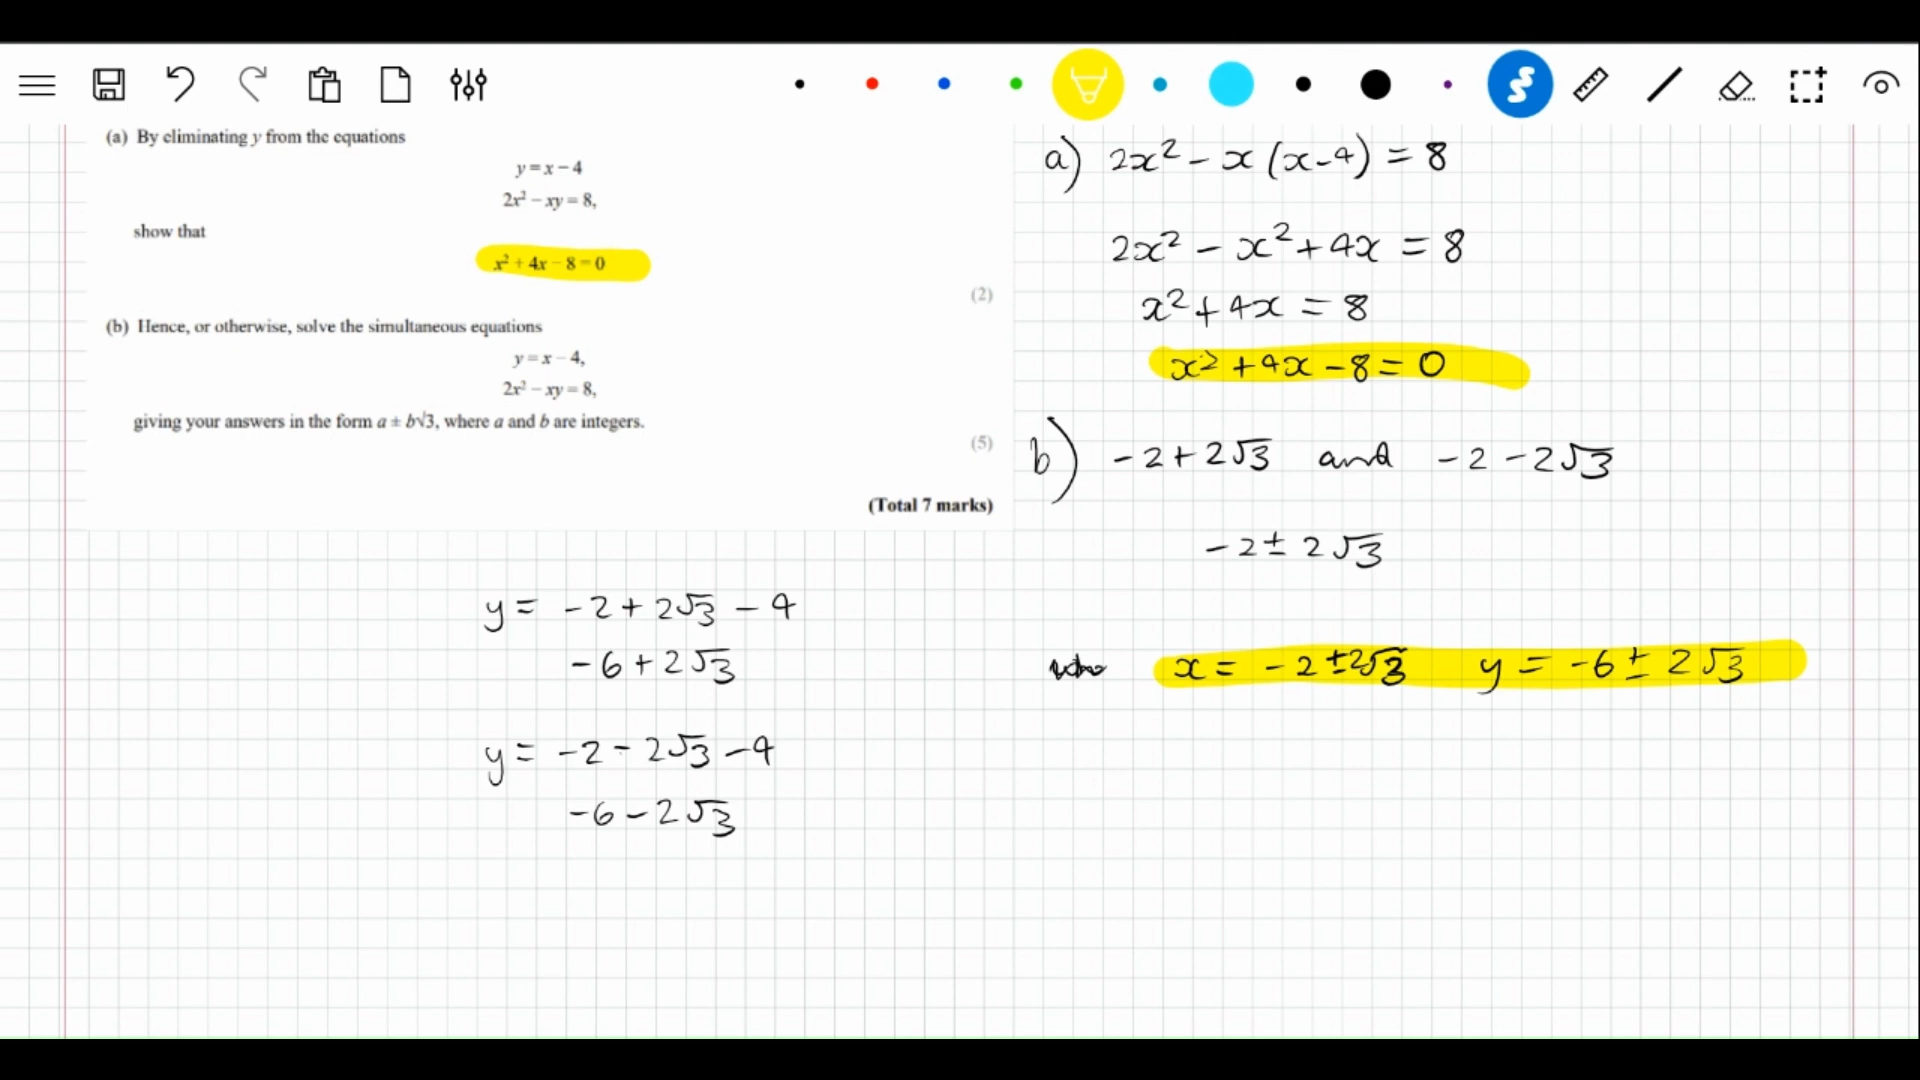 (a) By eliminating y from the equations
y = x – 4
2x² – xy = 8,
show that
x² + 4x – 8 = 0
(2)
(b) Hence, or otherwise, solve the simultaneous equations
y = x – 4,
2x² – xy = 8,
giving your answers in the form a ± b√3, where a and b are integers.
(5)
(Total 7 marks)
y = -2 + 2√3 - 4
-6 + 2√3
y = -2 - 2√3 - 4
-6 - 2√3
a) 2x² - x (x-4) = 8
2x² - x² + 4x = 8
x² + 4x = 8
x² + 4x - 8 = 0
b) -2 + 2√3 and -2 - 2√3
-2 ± 2√3
x = -2 ± 2√3 y = -6 ± 2√3